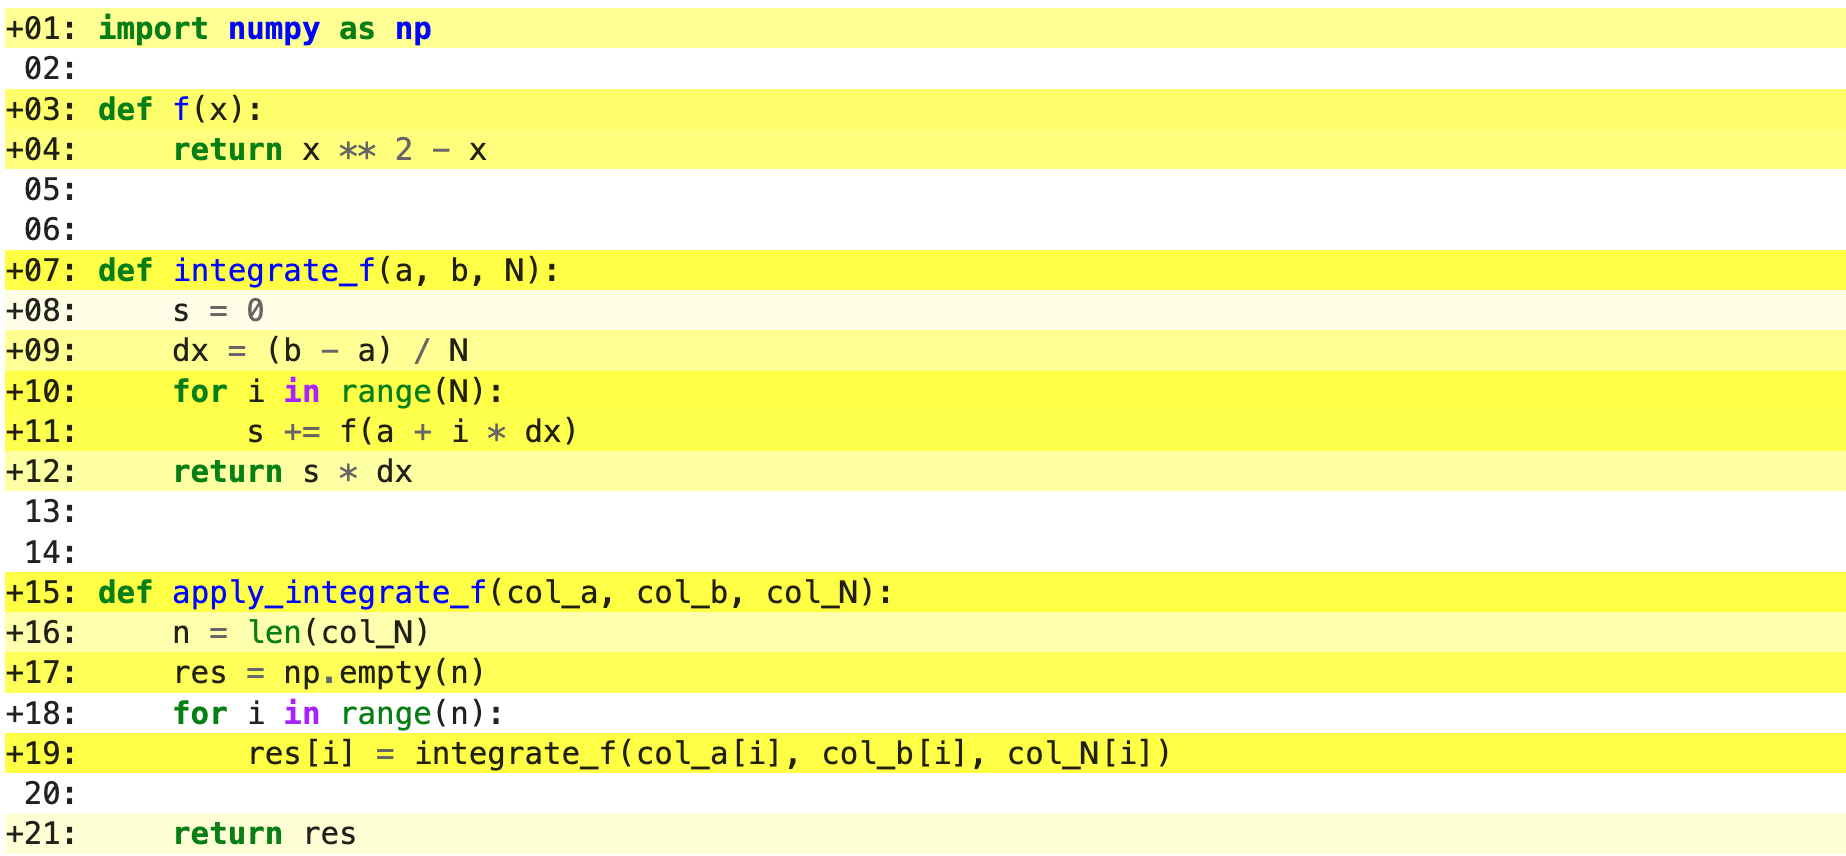 +01: import numpy as np
 02:
+03: def f(x):
+04:     return x ** 2 - x
 05:
 06:
+07: def integrate_f(a, b, N):
+08:     s = 0
+09:     dx = (b - a) / N
+10:     for i in range(N):
+11:         s += f(a + i * dx)
+12:     return s * dx
 13:
 14:
+15: def apply_integrate_f(col_a, col_b, col_N):
+16:     n = len(col_N)
+17:     res = np.empty(n)
+18:     for i in range(n):
+19:         res[i] = integrate_f(col_a[i], col_b[i], col_N[i])
 20:
+21:     return res